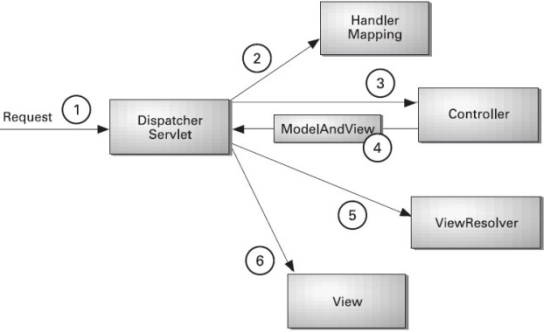 Handler
Mapping
2
3
1
Request
Dispatcher
Servlet
ModelAndView
Controller
4
5
ViewResolver
6
View